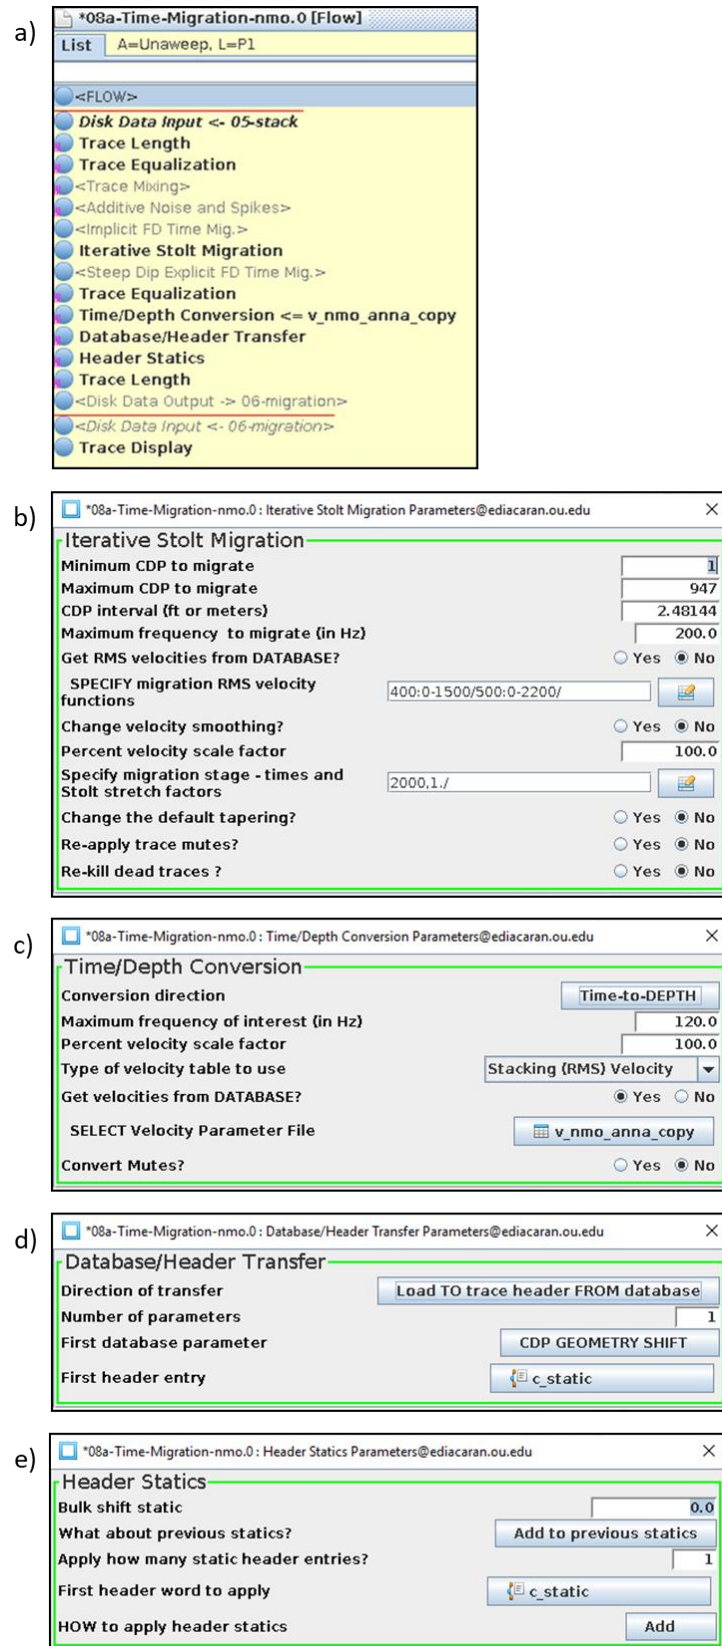 a)
*08a-Time-Migration-nmo.0 [Flow]
List A=Unaweep, L=P1
<FLOW>
Disk Data Input <- 05-stack
Trace Length
Trace Equalization
<Trace Mixing>
<Additive Noise and Spikes>
<Implicit FD Time Mig.>
Iterative Stolt Migration
<Steep Dip Explicit FD Time Mig.>
Trace Equalization
Time/Depth Conversion <= v_nmo_anna_copy
Database/Header Transfer
Header Statics
Trace Length
<Disk Data Output -> 06-migration>
<Disk Data Input <- 06-migration>
Trace Display
b)
*08a-Time-Migration-nmo.0 : Iterative Stolt Migration Parameters@ediacaran.ou.edu
Iterative Stolt Migration
Minimum CDP to migrate 1
Maximum CDP to migrate 947
CDP interval (ft or meters) 2.48144
Maximum frequency to migrate (in Hz) 200.0
Get RMS velocities from DATABASE? Yes No
SPECIFY migration RMS velocity
functions 400:0-1500/500:0-2200/
Change velocity smoothing? Yes No
Percent velocity scale factor 100.0
Specify migration stage - times and
Stolt stretch factors 2000,1./
Change the default tapering? Yes No
Re-apply trace mutes? Yes No
Re-kill dead traces ? Yes No
c)
*08a-Time-Migration-nmo.0 : Time/Depth Conversion Parameters@ediacaran.ou.edu
Time/Depth Conversion
Conversion direction Time-to-DEPTH
Maximum frequency of interest (in Hz) 120.0
Percent velocity scale factor 100.0
Type of velocity table to use Stacking (RMS) Velocity
Get velocities from DATABASE? Yes No
SELECT Velocity Parameter File v_nmo_anna_copy
Convert Mutes? Yes No
d)
*08a-Time-Migration-nmo.0 : Database/Header Transfer Parameters@ediacaran.ou.edu
Database/Header Transfer
Direction of transfer Load TO trace header FROM database
Number of parameters 1
First database parameter CDP GEOMETRY SHIFT
First header entry c_static
e)
*08a-Time-Migration-nmo.0 : Header Statics Parameters@ediacaran.ou.edu
Header Statics
Bulk shift static 0.0
What about previous statics? Add to previous statics
Apply how many static header entries? 1
First header word to apply c_static
HOW to apply header statics Add